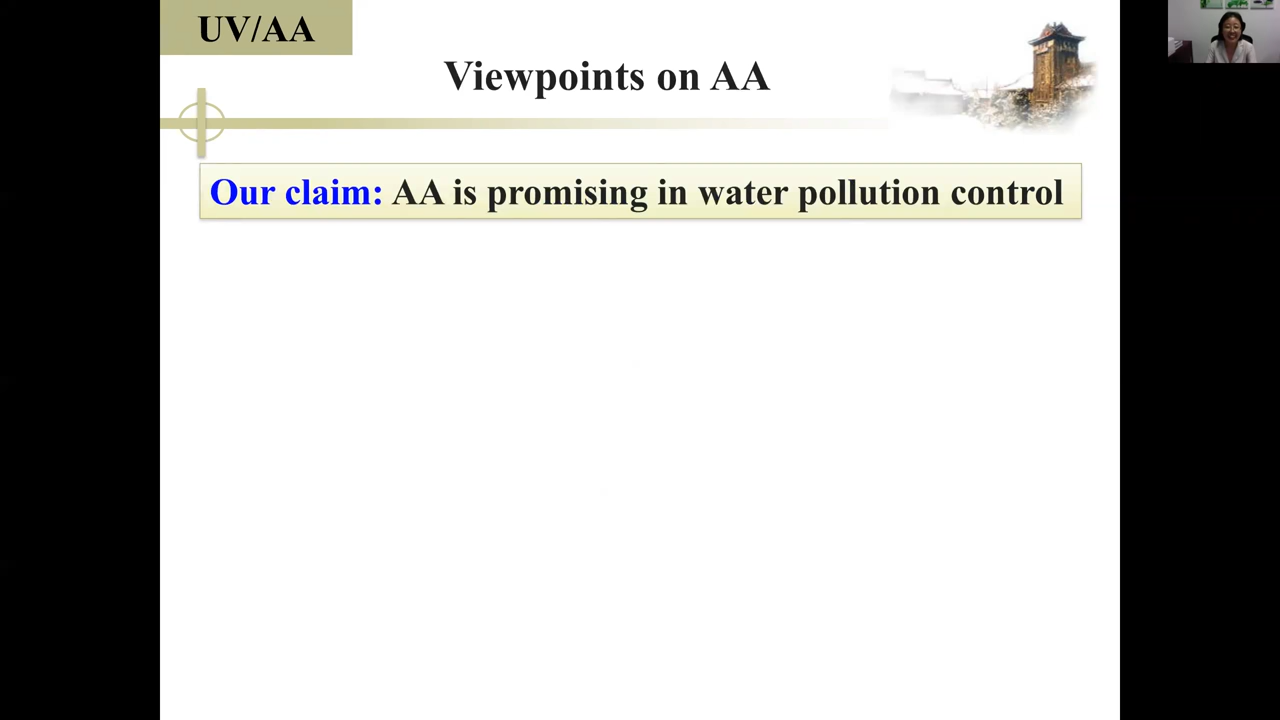 UV/AA
Viewpoints on AA
Our claim: AA is promising in water pollution control